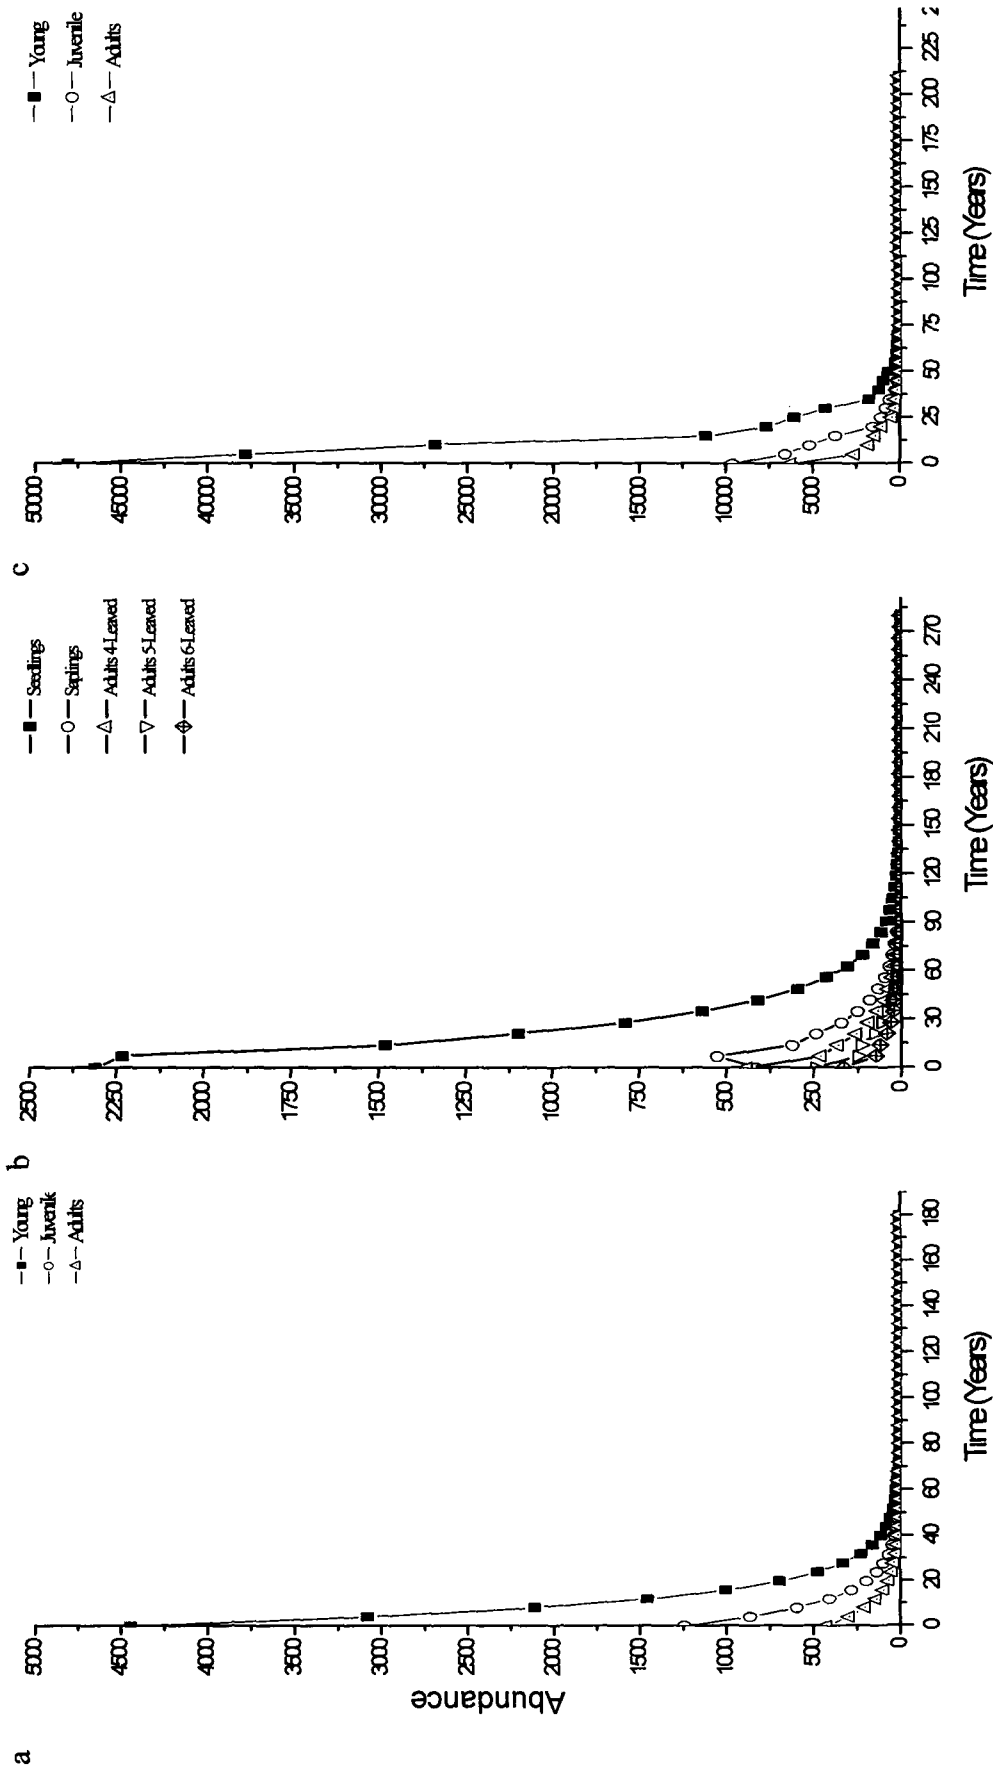 a
Abundance
5000
4500
4000
3500
3000
2500
2000
1500
1000
500
0
0 20 40 60 80 100 120 140 160 180
Time (Years)
Young
Juvenile
Adults
b
2500
2250
2000
1750
1500
1250
1000
750
500
250
0
0 30 60 90 120 150 180 210 240 270
Time (Years)
Seedlings
Saplings
Adults 4-Leaved
Adults 5-Leaved
Adults 6-Leaved
c
50000
45000
40000
35000
30000
25000
20000
15000
10000
5000
0
0 25 50 75 100 125 150 175 200 225
Time (Years)
Young
Juvenile
Adults